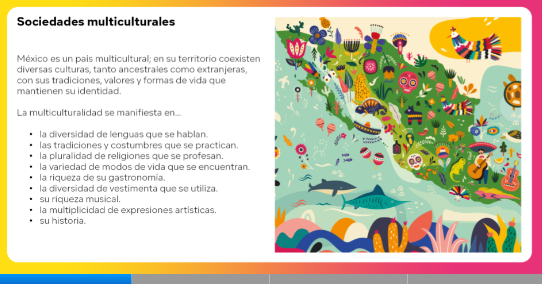 Sociedades multiculturales
México es un país multicultural; en su territorio coexisten
diversas culturas, tanto ancestrales como extranjeras,
con sus tradiciones, valores y formas de vida que
mantienen su identidad.
La multiculturalidad se manifiesta en...
• la diversidad de lenguas que se hablan.
• las tradiciones y costumbres que se practican.
• la pluralidad de religiones que se profesan.
• la variedad de modos de vida que se encuentran.
• la riqueza de su gastronomía.
• la diversidad de vestimenta que se utiliza.
• su riqueza musical.
• la multiplicidad de expresiones artísticas.
• su historia.